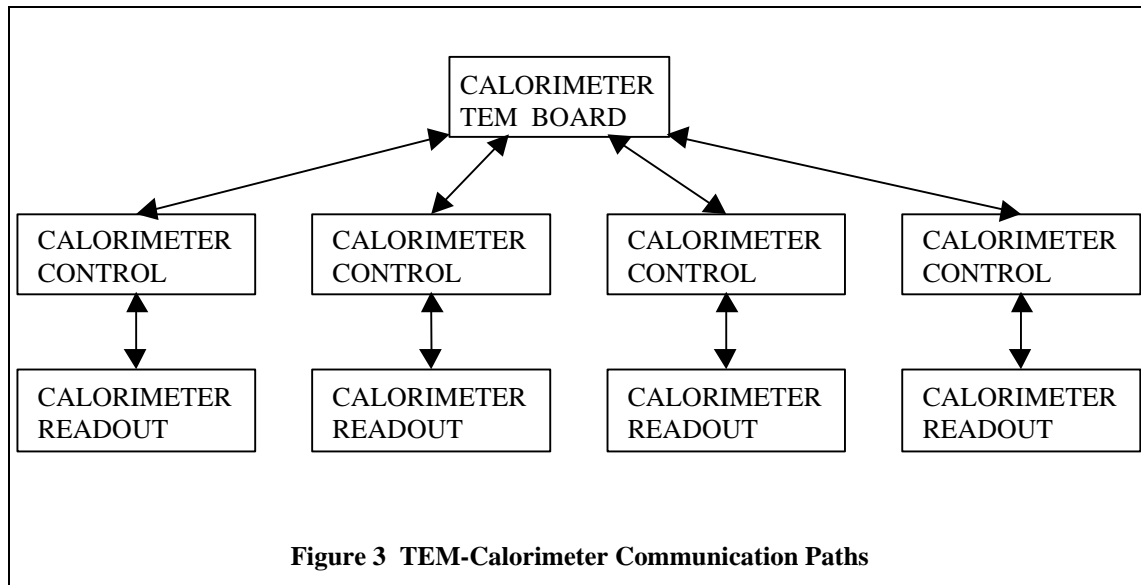 CALORIMETER
TEM BOARD
CALORIMETER
CONTROL
CALORIMETER
CONTROL
CALORIMETER
CONTROL
CALORIMETER
CONTROL
CALORIMETER
READOUT
CALORIMETER
READOUT
CALORIMETER
READOUT
CALORIMETER
READOUT
Figure 3 TEM-Calorimeter Communication Paths